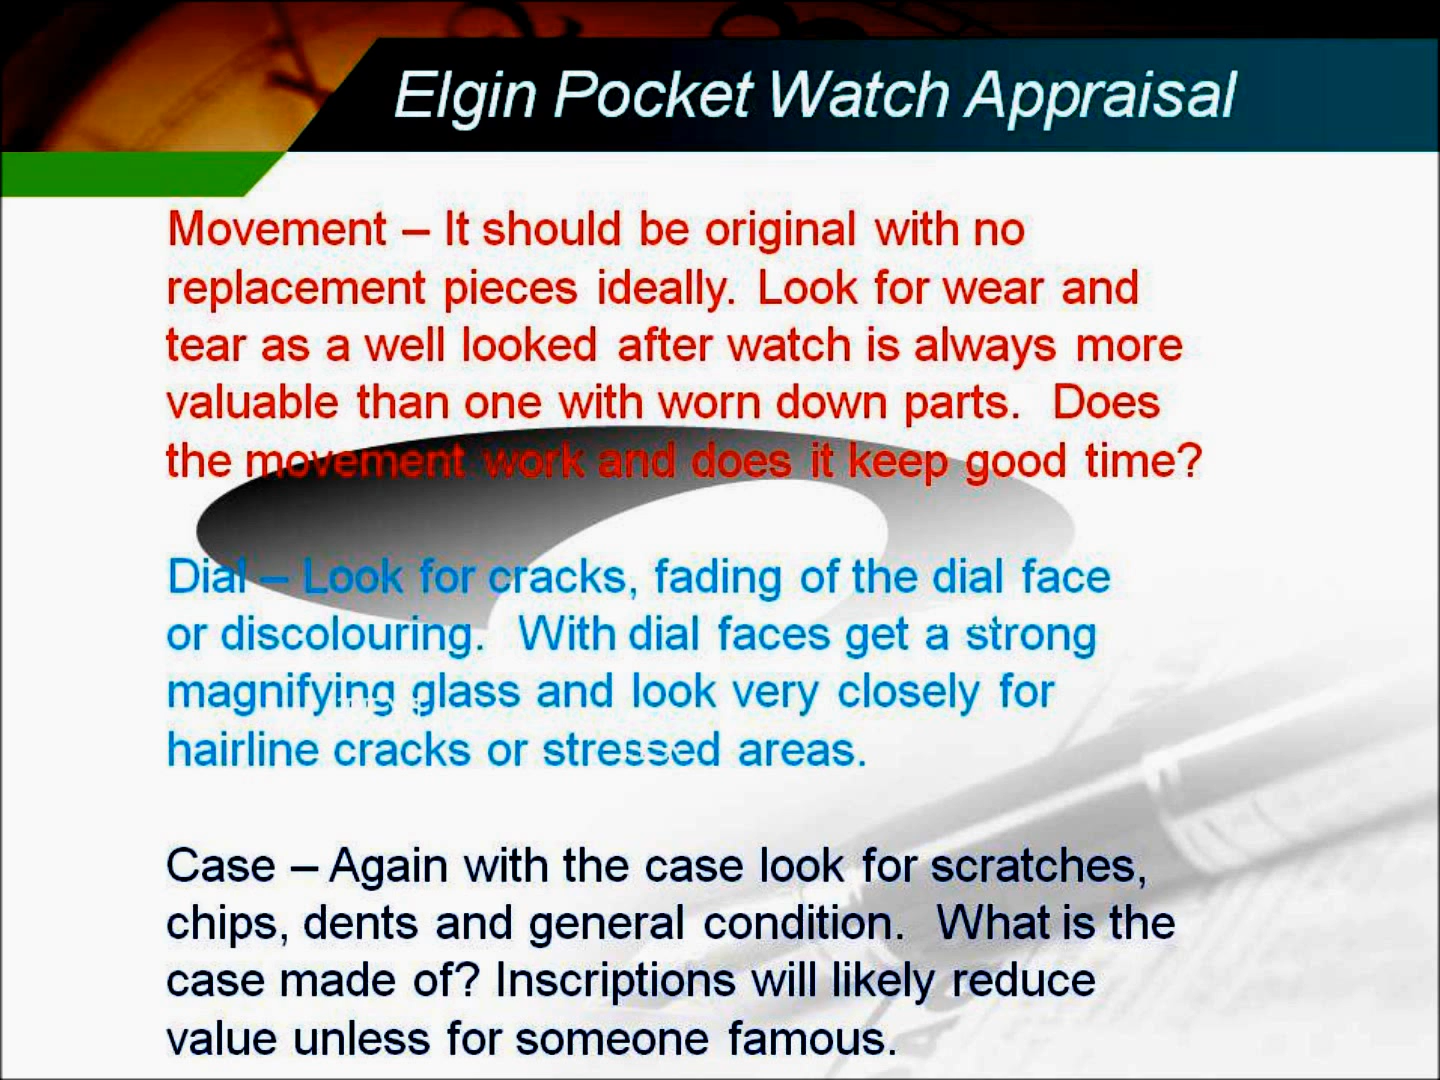 Elgin Pocket Watch Appraisal
Movement – It should be original with no
replacement pieces ideally. Look for wear and
tear as a well looked after watch is always more
valuable than one with worn down parts. Does
the movement work and does it keep good time?
Dial – Look for cracks, fading of the dial face
or discolouring. With dial faces get a strong
magnifying glass and look very closely for
hairline cracks or stressed areas.
Case – Again with the case look for scratches,
chips, dents and general condition. What is the
case made of? Inscriptions will likely reduce
value unless for someone famous.